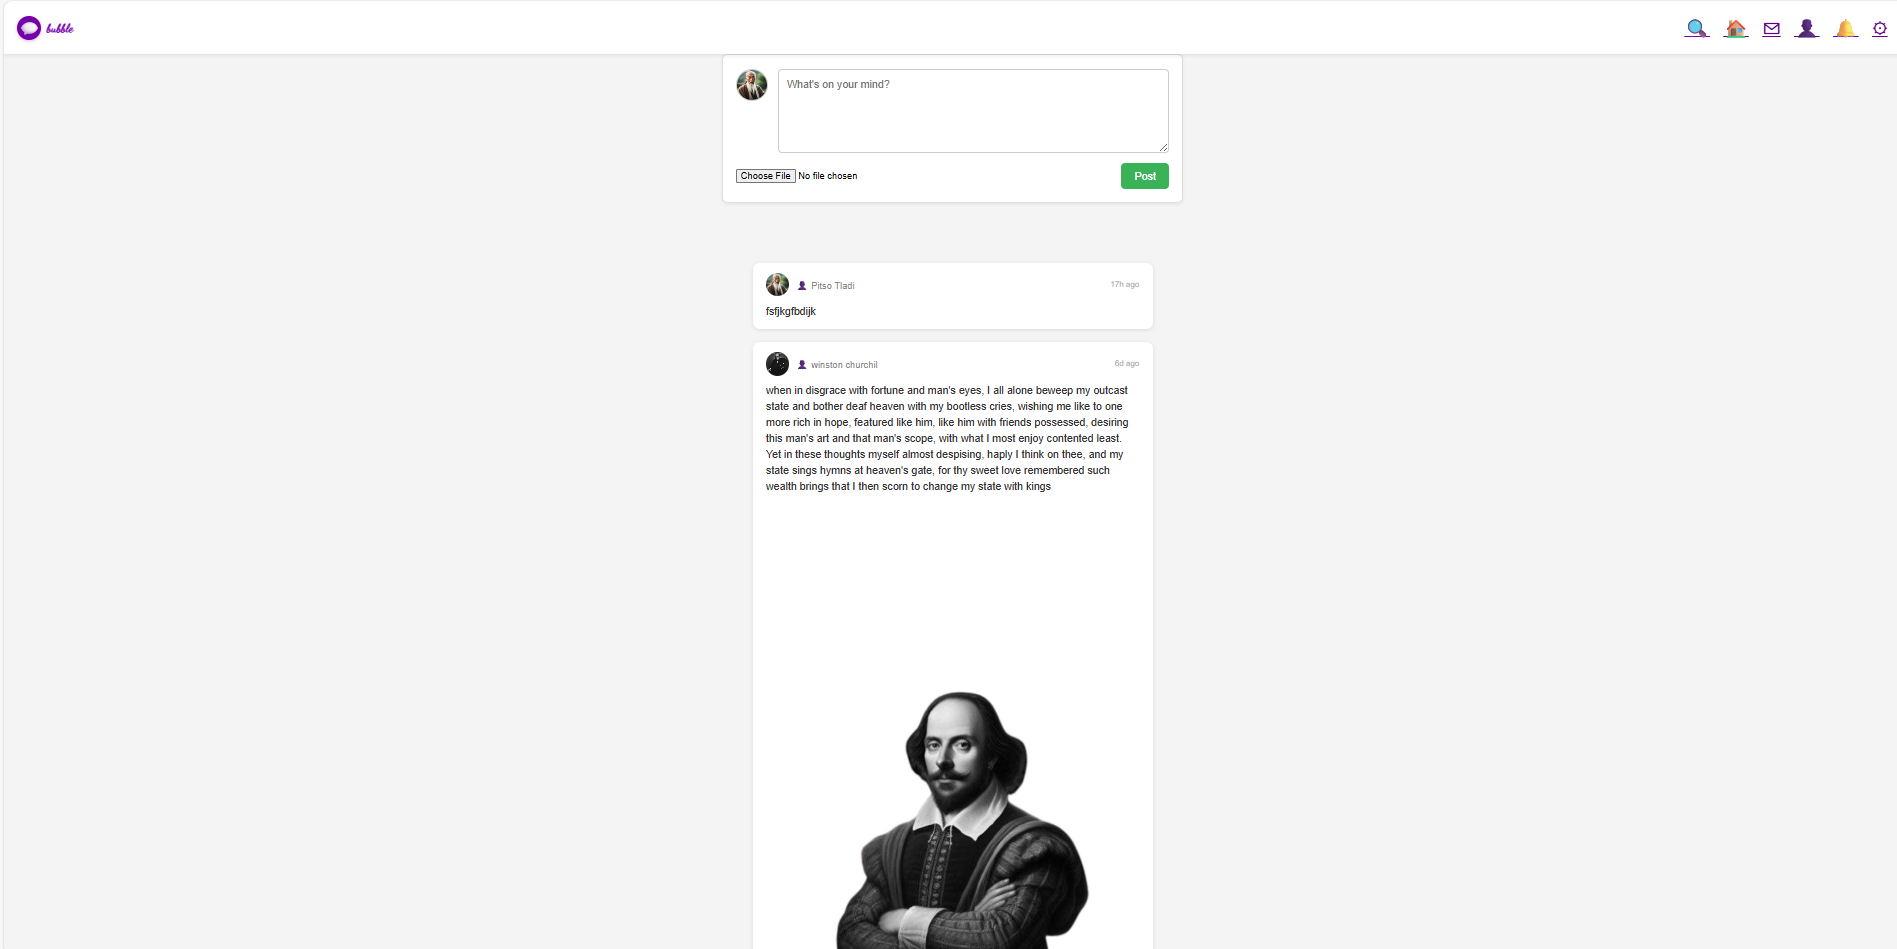 bubble
What's on your mind?
Choose File No file chosen
Post
Pitso Tladi
17h ago
fsfjkgfbdijk
winston churchil
6d ago
when in disgrace with fortune and man's eyes, I all alone beweep my outcast
state and bother deaf heaven with my bootless cries, wishing me like to one
more rich in hope, featured like him, like him with friends possessed, desiring
this man's art and that man's scope, with what I most enjoy contented least.
Yet in these thoughts myself almost despising, haply I think on thee, and my
state sings hymns at heaven's gate, for thy sweet love remembered such
wealth brings that I then scorn to change my state with kings